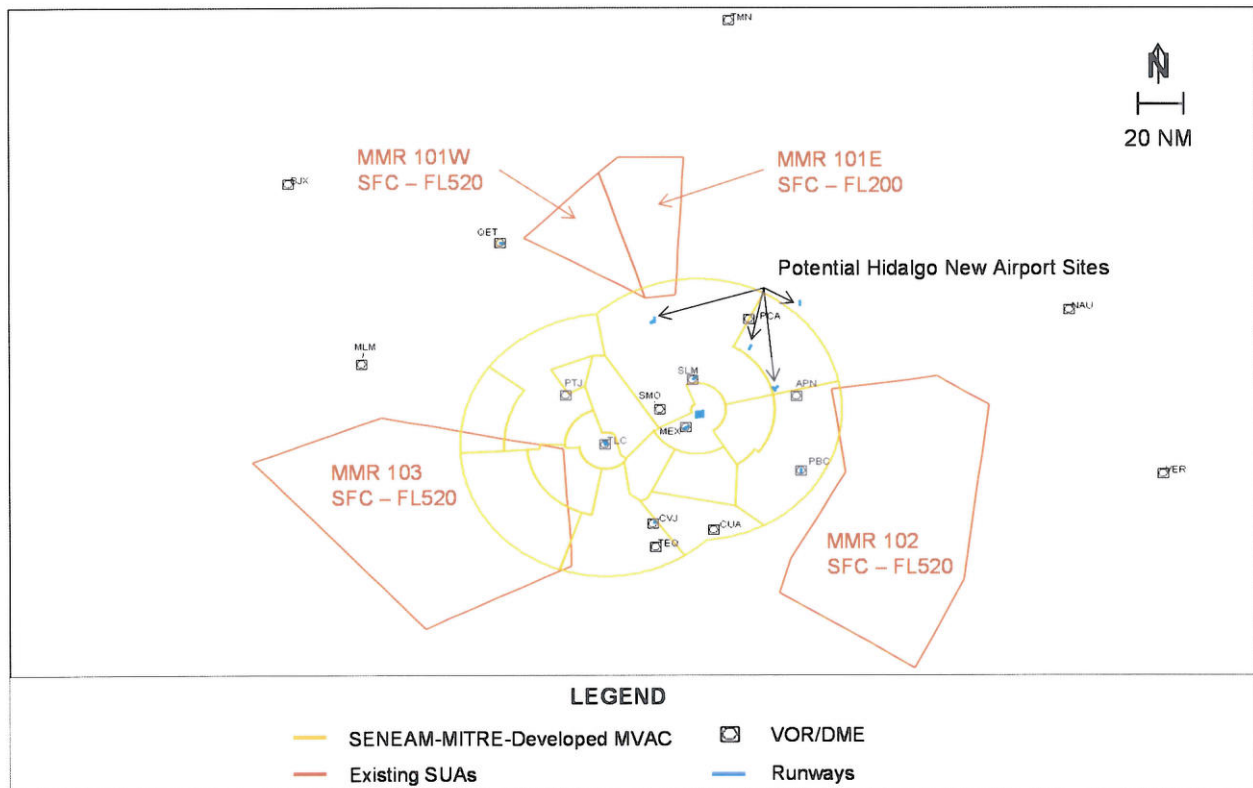 TMN
N
20 NM
MMR 101W
SFC – FL520
MMR 101E
SFC – FL200
BJX
QET
Potential Hidalgo New Airport Sites
PCA
NAU
MLM
SLM
PTJ
APN
SMO
MEX
TLC
MMR 103
SFC – FL520
PBC
VER
CVJ
CUA
TEQ
MMR 102
SFC – FL520
LEGEND
SENEAM-MITRE-Developed MVAC
VOR/DME
Existing SUAs
Runways